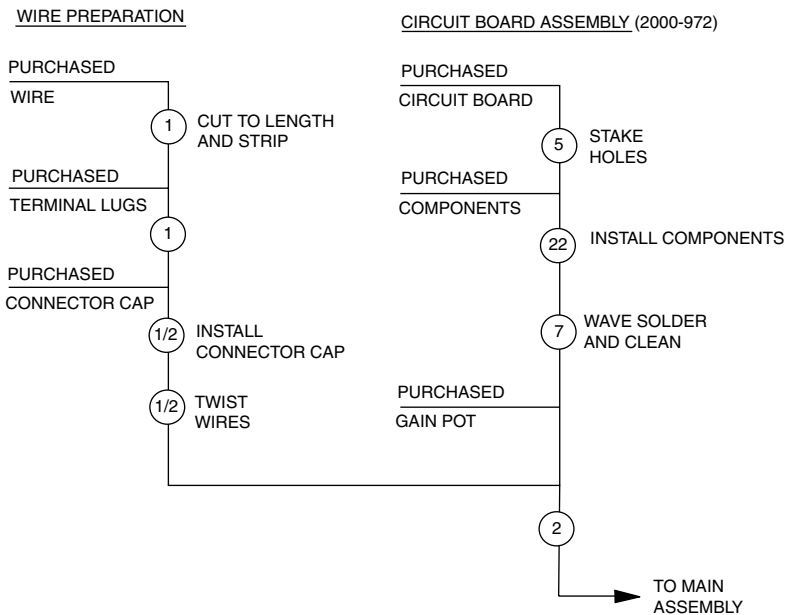 WIRE PREPARATION
PURCHASED
WIRE
1
CUT TO LENGTH
AND STRIP
PURCHASED
TERMINAL LUGS
1
PURCHASED
CONNECTOR CAP
1/2
INSTALL
CONNECTOR CAP
1/2
TWIST
WIRES
CIRCUIT BOARD ASSEMBLY (2000-972)
PURCHASED
CIRCUIT BOARD
5
STAKE
HOLES
PURCHASED
COMPONENTS
22
INSTALL COMPONENTS
7
WAVE SOLDER
AND CLEAN
PURCHASED
GAIN POT
2
TO MAIN
ASSEMBLY